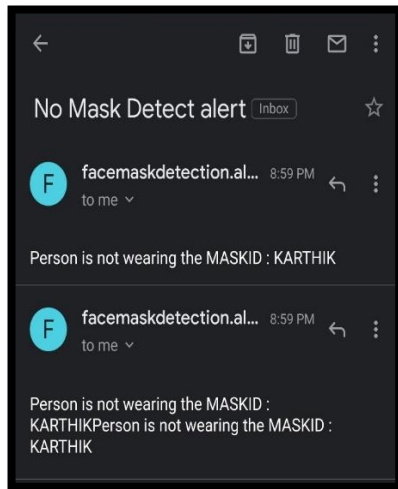 No Mask Detect alert Inbox
F facemaskdetection.al... 8:59 PM
to me
Person is not wearing the MASKID : KARTHIK
F facemaskdetection.al... 8:59 PM
to me
Person is not wearing the MASKID :
KARTHIKPerson is not wearing the MASKID :
KARTHIK